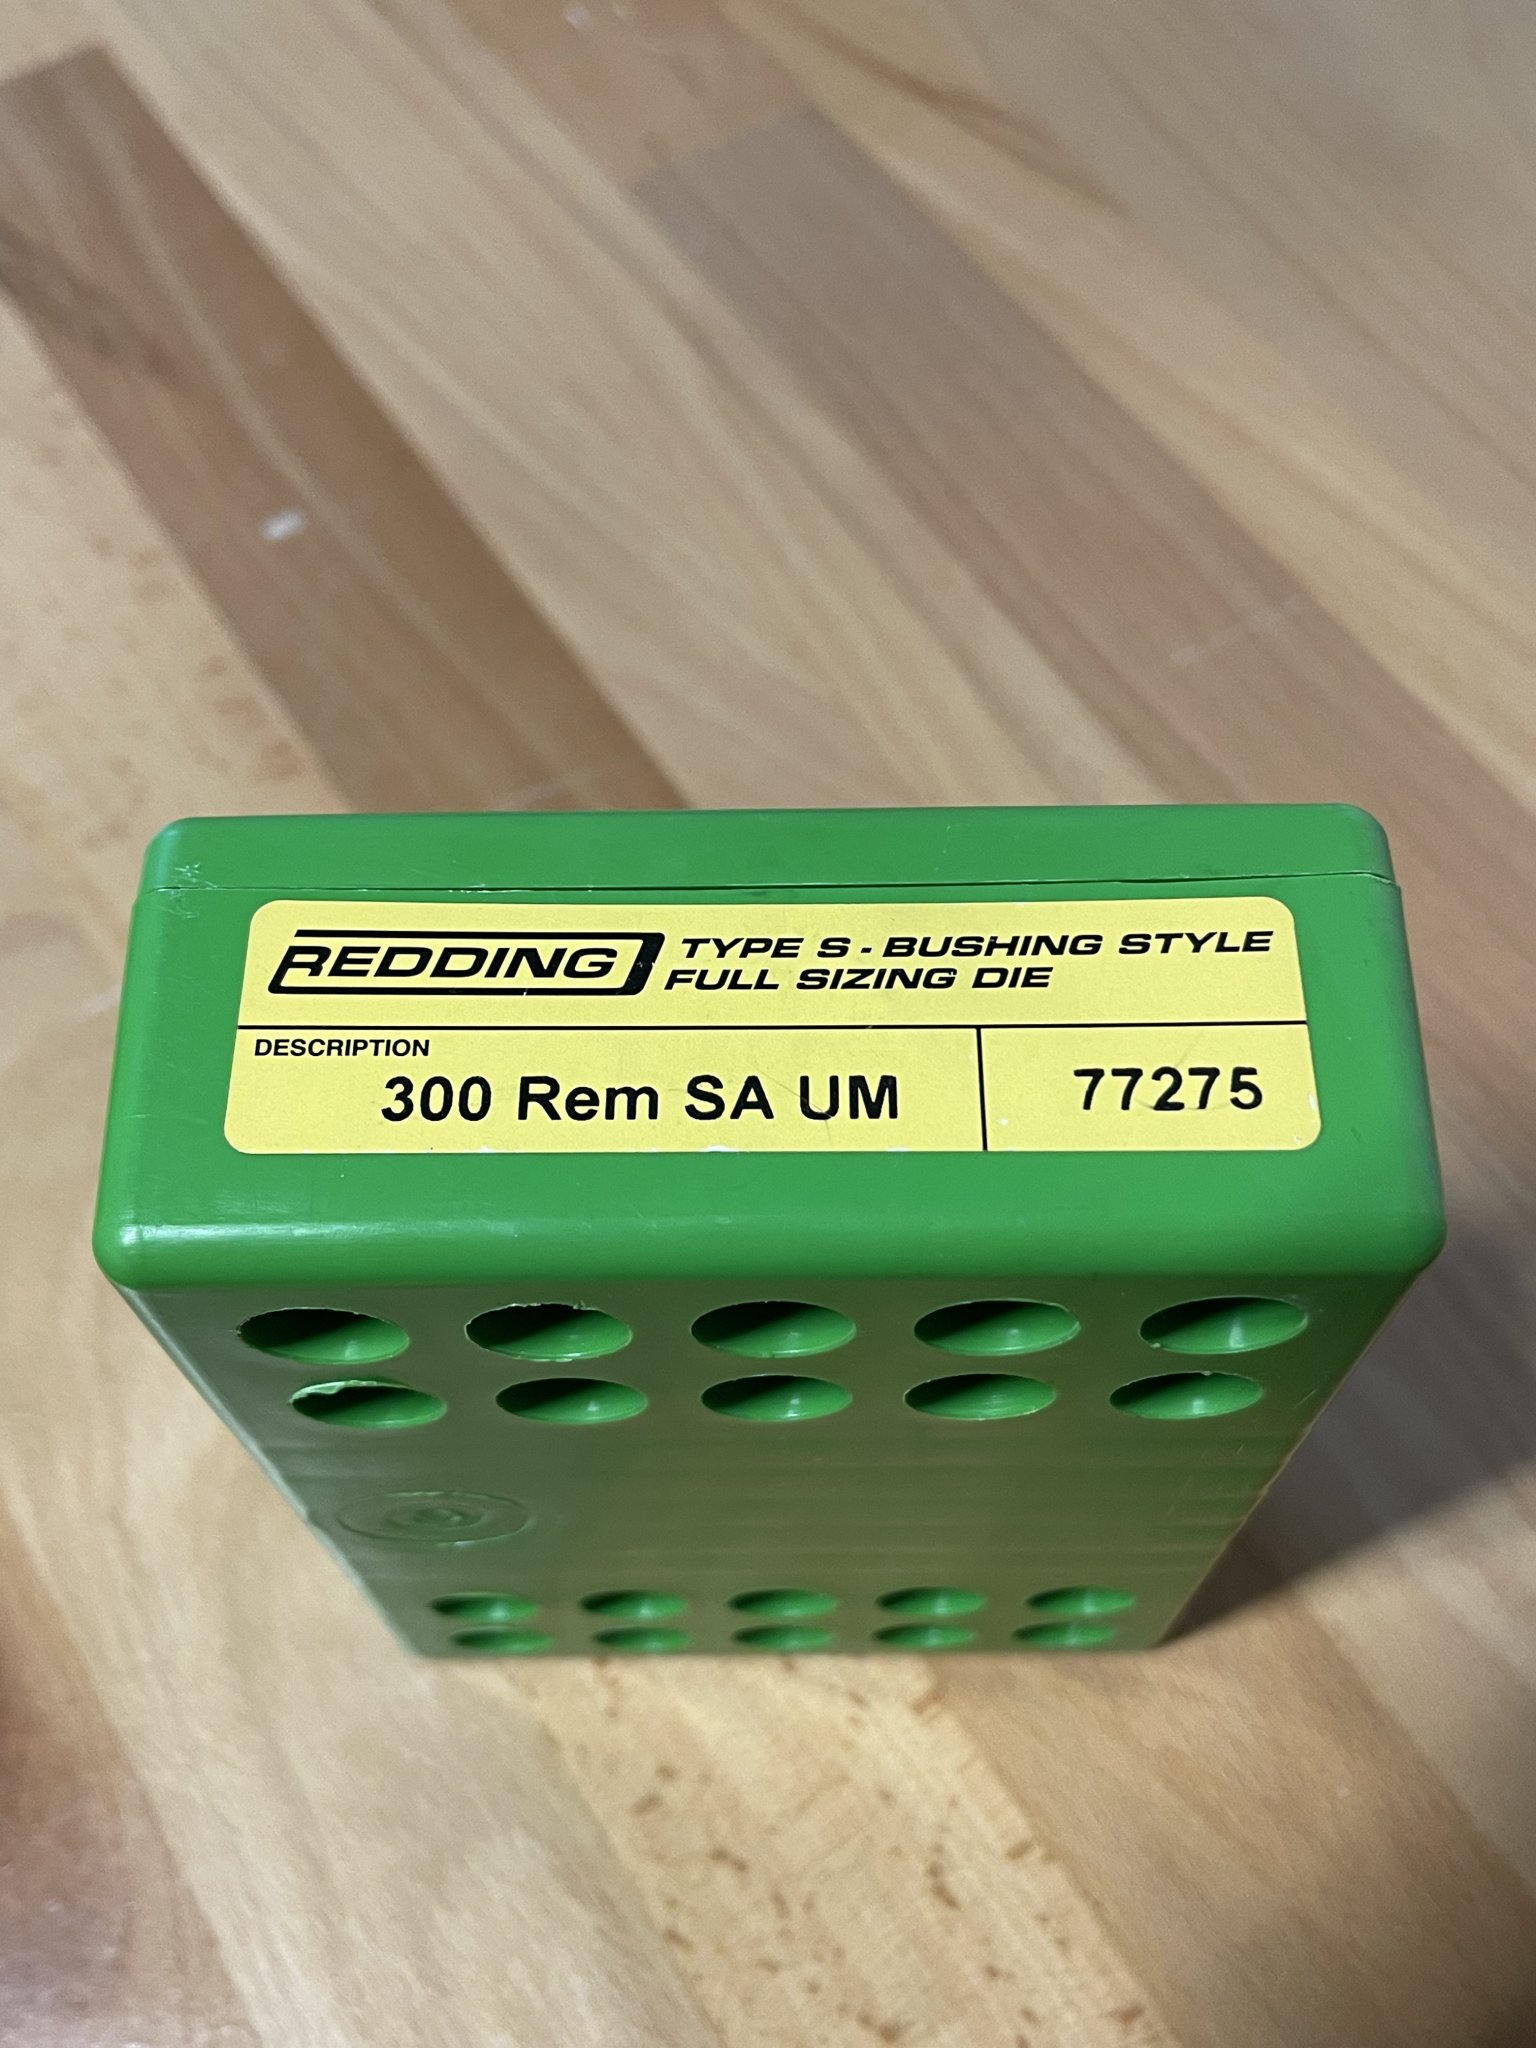 REDDING TYPE S - BUSHING STYLE
FULL SIZING DIE
DESCRIPTION
300 Rem SA UM 77275